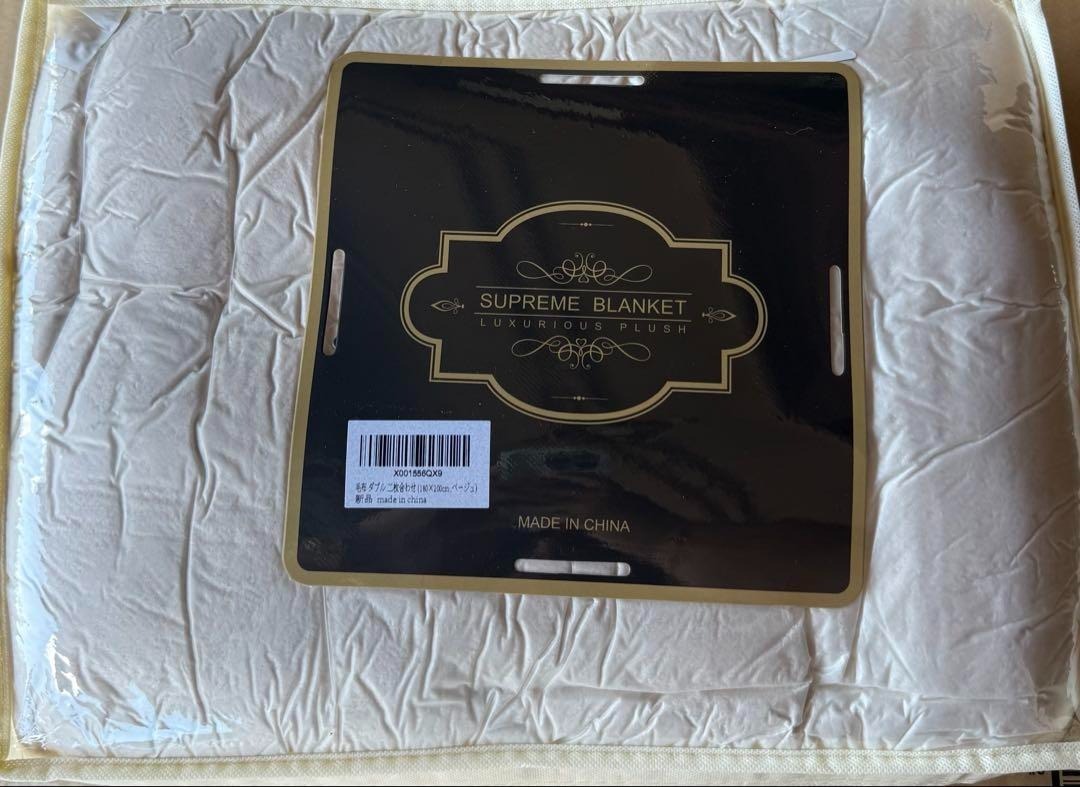 SUPREME BLANKET
LUXURIOUS PLUSH
X001556QX9
毛布 ダブル 二枚合わせ(180×200cm, ベージュ)
新品 made in china
MADE IN CHINA